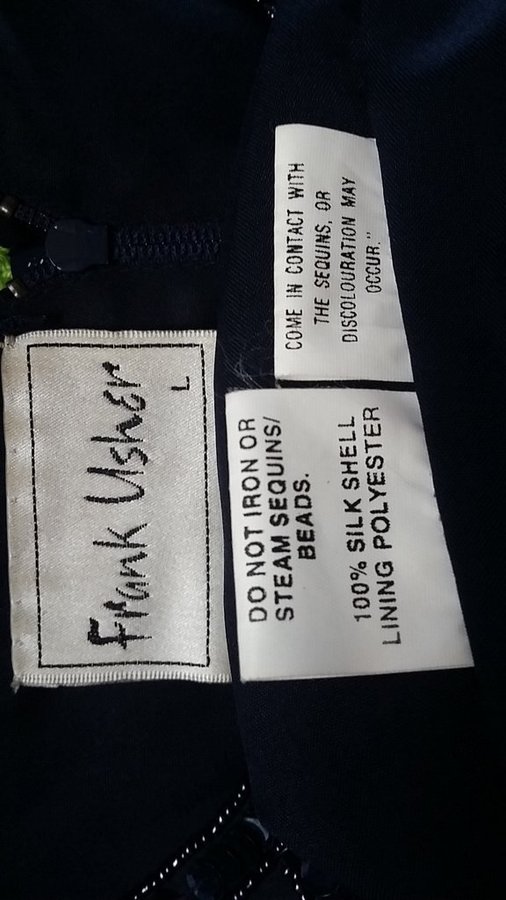 Frank Usher
L
DO NOT IRON OR
STEAM SEQUINS/
BEADS.
100% SILK SHELL
LINING POLYESTER
COME IN CONTACT WITH
THE SEQUINS, OR
DISCOLOURATION MAY
OCCUR."